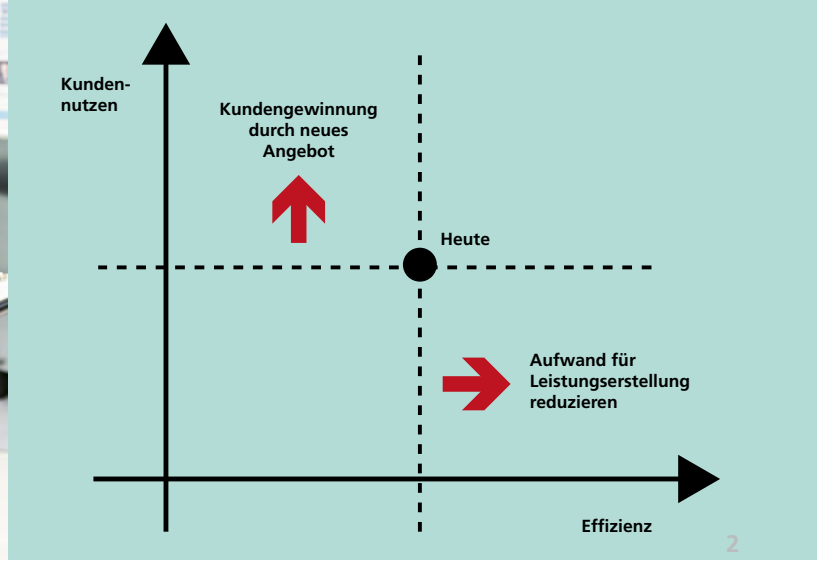 Kunden-
nutzen
Kundengewinnung
durch neues
Angebot
Heute
Aufwand für
Leistungserstellung
reduzieren
Effizienz
2